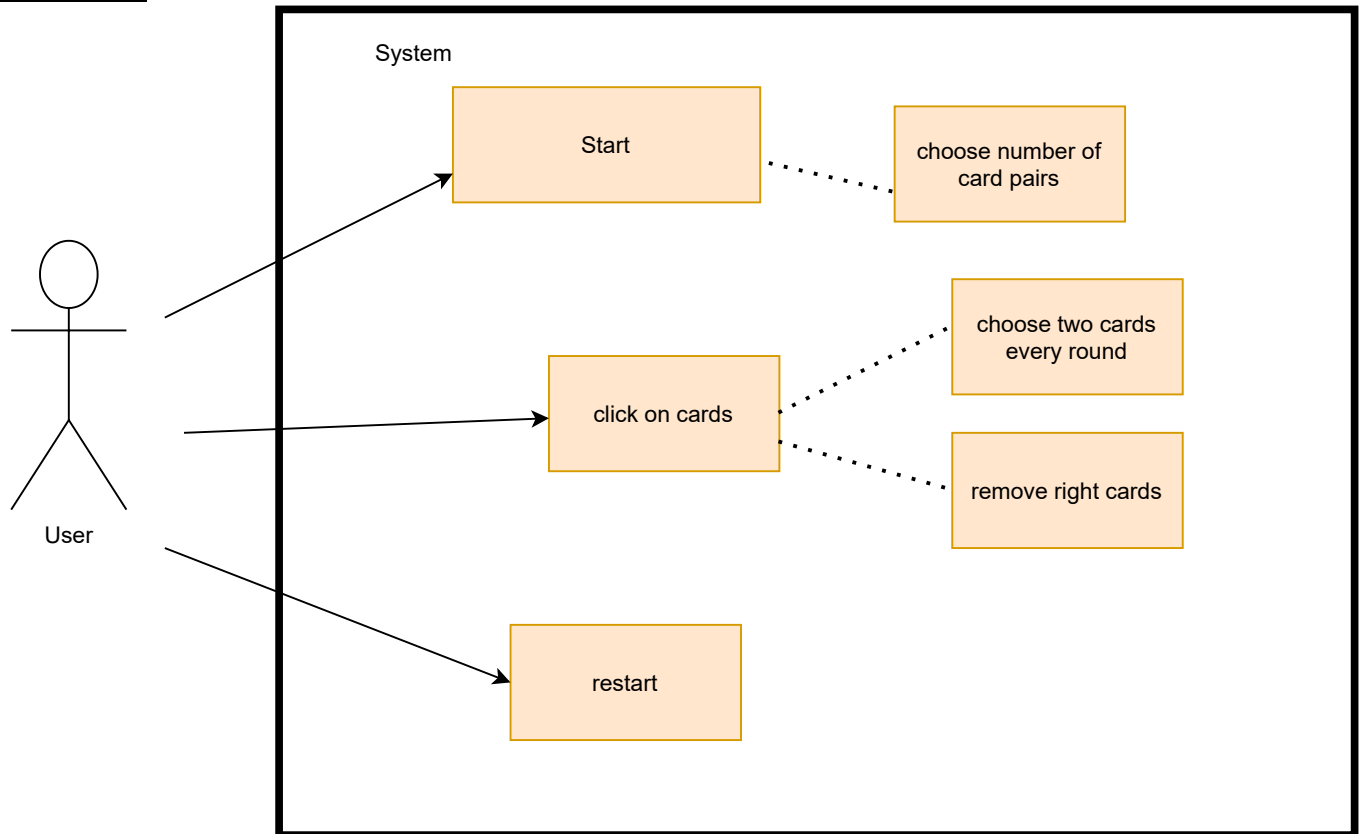 System
Start
choose number of
card pairs
choose two cards
every round
click on cards
remove right cards
User
restart